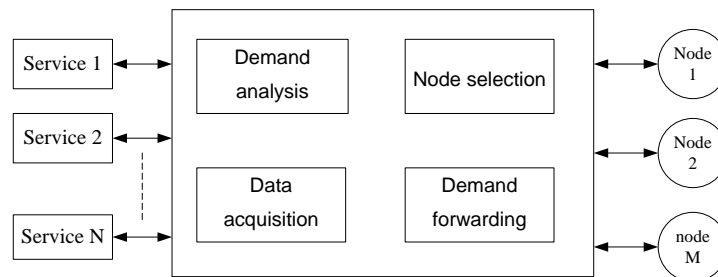 Service 1
Service 2
Service N
Demand
analysis
Node selection
Data
acquisition
Demand
forwarding
Node
1
Node
2
node
M